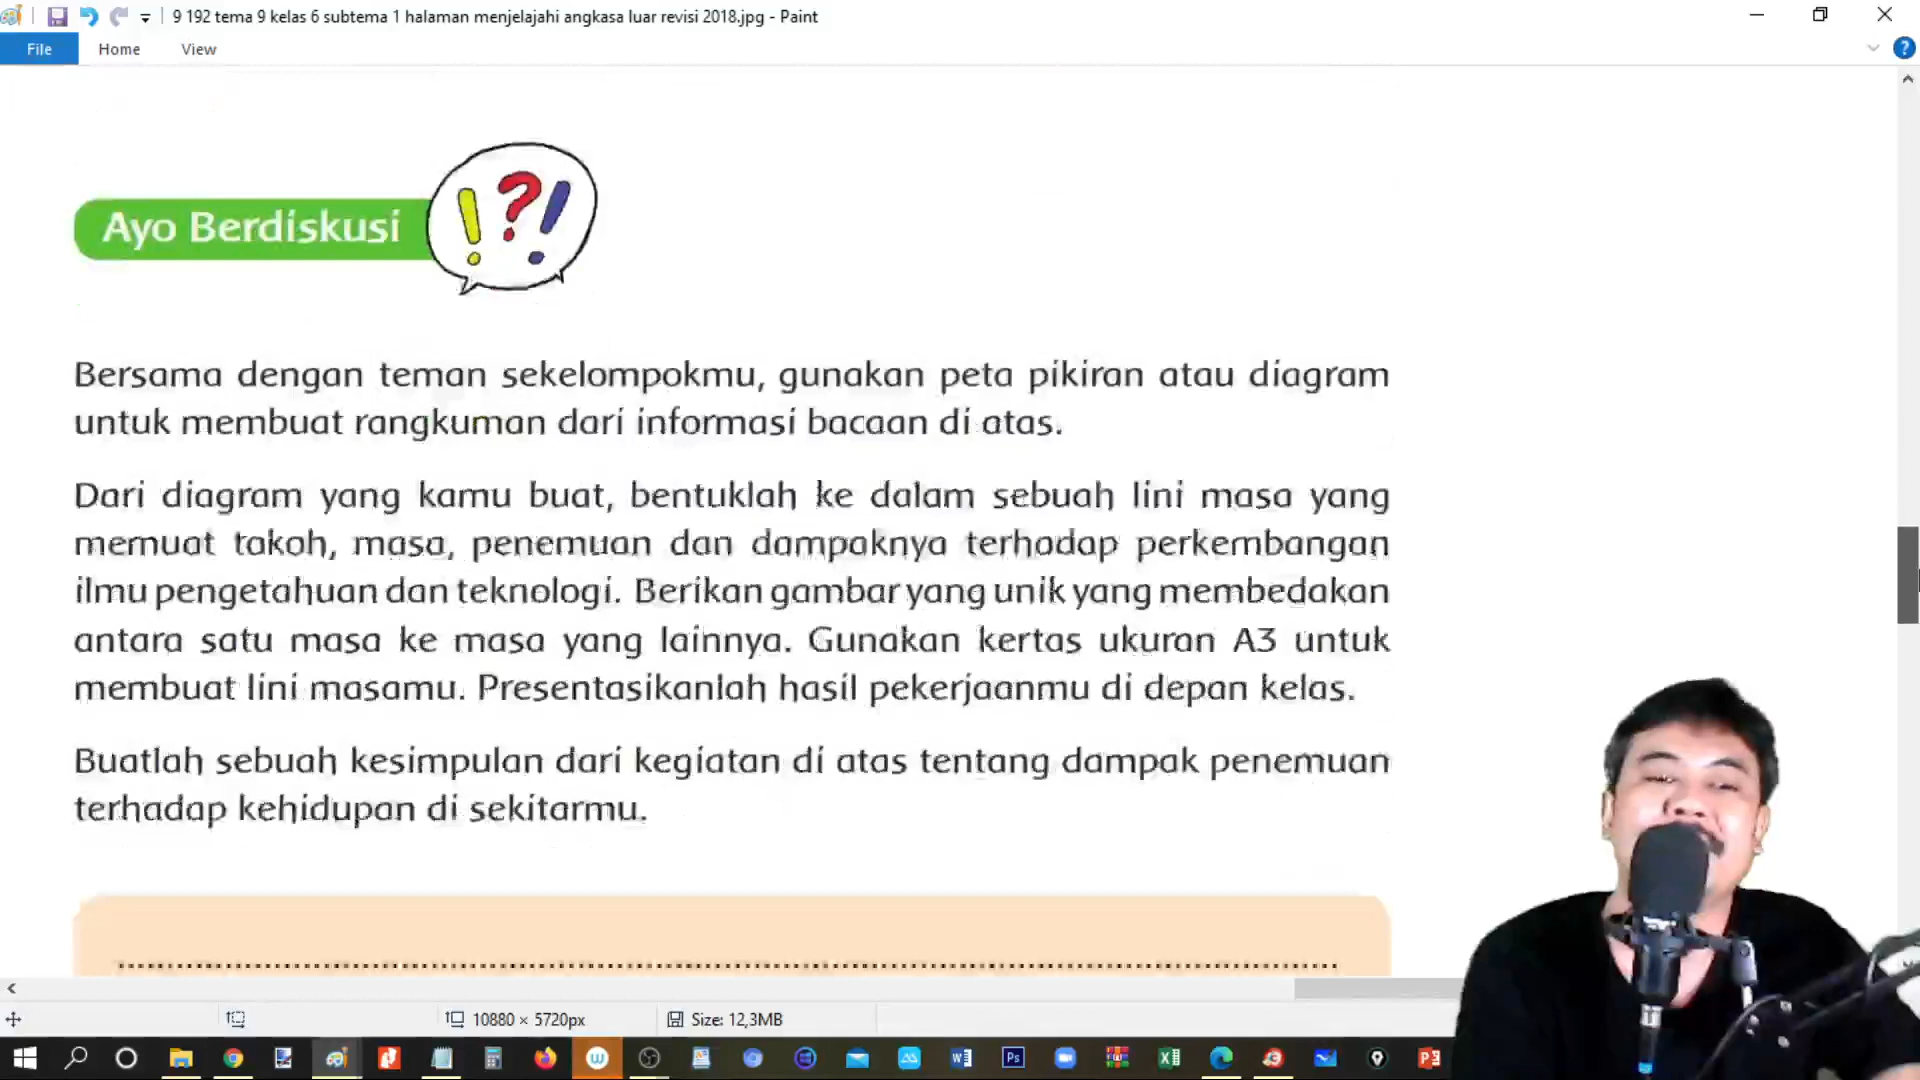 9 192 tema 9 kelas 6 subtema 1 halaman menjelajahi angkasa luar revisi 2018.jpg - Paint
File Home View
Ayo Berdiskusi
Bersama dengan teman sekelompokmu, gunakan peta pikiran atau diagram
untuk membuat rangkuman dari informasi bacaan di atas.
Dari diagram yang kamu buat, bentuklah ke dalam sebuah lini masa yang
memuat tokoh, masa, penemuan dan dampaknya terhadap perkembangan
ilmu pengetahuan dan teknologi. Berikan gambar yang unik yang membedakan
antara satu masa ke masa yang lainnya. Gunakan kertas ukuran A3 untuk
membuat lini masamu. Presentasikanlah hasil pekerjaanmu di depan kelas.
Buatlah sebuah kesimpulan dari kegiatan di atas tentang dampak penemuan
terhadap kehidupan di sekitarmu.
10880 × 5720px Size: 12,3MB